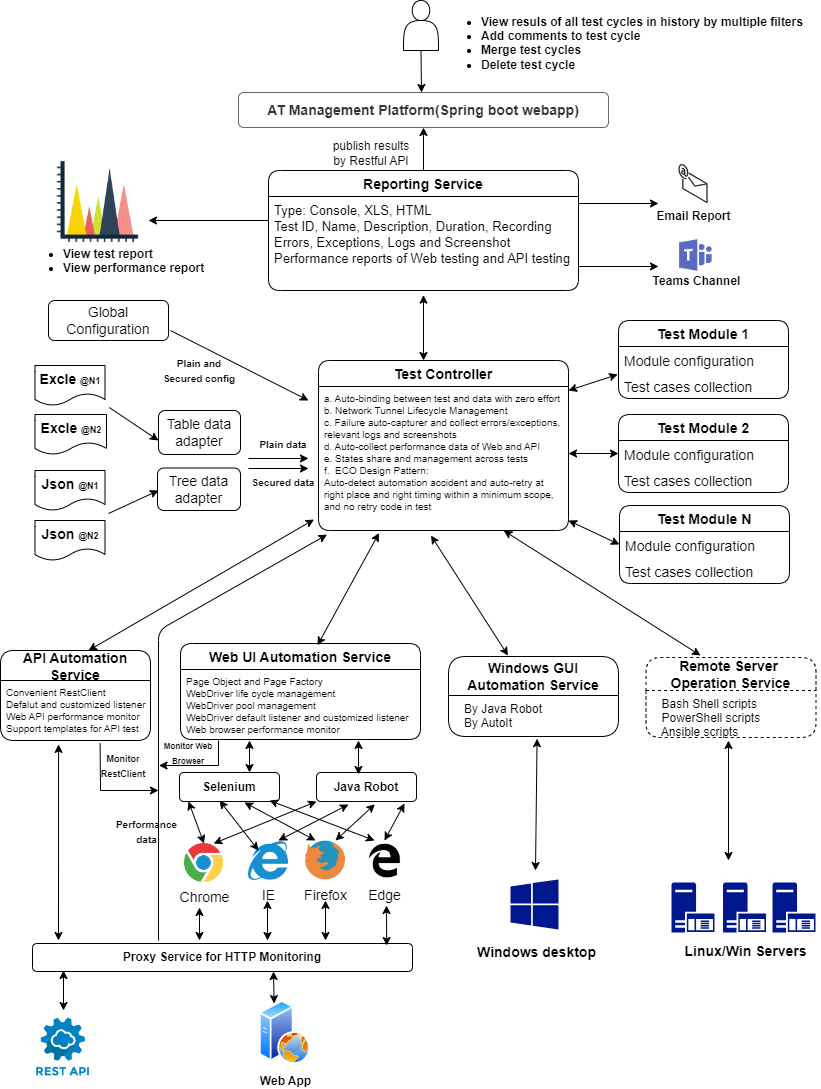 View resuls of all test cycles in history by multiple filters
Add comments to test cycle
Merge test cycles
Delete test cycle
AT Management Platform(Spring boot webapp)
publish results
by Restful API
Reporting Service
Type: Console, XLS, HTML
Test ID, Name, Description, Duration, Recording
Errors, Exceptions, Logs and Screenshot
Performance reports of Web testing and API testing
View test report
View performance report
Email Report
T
Teams Channel
Global
Configuration
Plain and
Secured config
Excle @N1
Excle @N2
Json @N1
Json @N2
Table data
adapter
Tree data
adapter
Plain data
Secured data
Test Controller
a. Auto-binding between test and data with zero effort
b. Network Tunnel Lifecycle Management
c. Failure auto-capturer and collect errors/exceptions,
relevant logs and screenshots
d. Auto-collect performance data of Web and API
e. States share and management across tests
f. ECO Design Pattern:
Auto-detect automation accident and auto-retry at
right place and right timing within a minimum scope,
and no retry code in test
Test Module 1
Module configuration
Test cases collection
Test Module 2
Module configuration
Test cases collection
Test Module N
Module configuration
Test cases collection
API Automation
Service
Convenient RestClient
Defalut and customized listener
Web API performance monitor
Support templates for API test
Web UI Automation Service
Page Object and Page Factory
WebDriver life cycle management
WebDriver pool management
WebDriver default listener and customized listener
Web browser performance monitor
Windows GUI
Automation Service
By Java Robot
By AutoIt
Remote Server
Operation Service
Bash Shell scripts
PowerShell scripts
Ansible scripts
Monitor
RestClient
Monitor Web
Browser
Selenium
Java Robot
Performance
data
Chrome
IE
Firefox
Edge
Windows desktop
Linux/Win Servers
Proxy Service for HTTP Monitoring
REST API
Web App